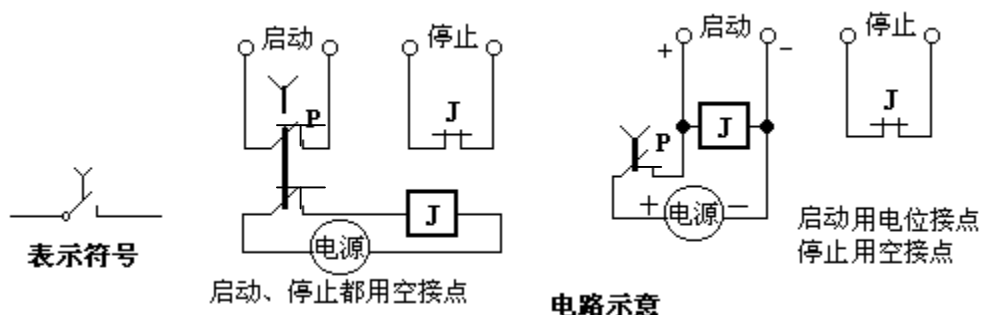 启动
停止
P
J
J
电源
启动、停止都用空接点
表示符号
+ 启动 -
停止
J
J
P
+ 电源 -
启动用电位接点
停止用空接点
电路示意